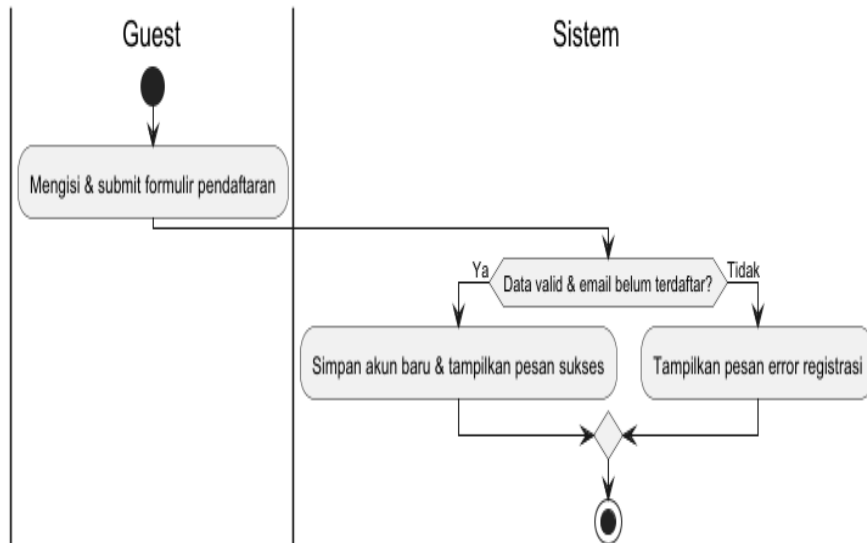 Guest
Sistem
Mengisi & submit formulir pendaftaran
Ya
Data valid & email belum terdaftar?
Tidak
Simpan akun baru & tampilkan pesan sukses
Tampilkan pesan error registrasi